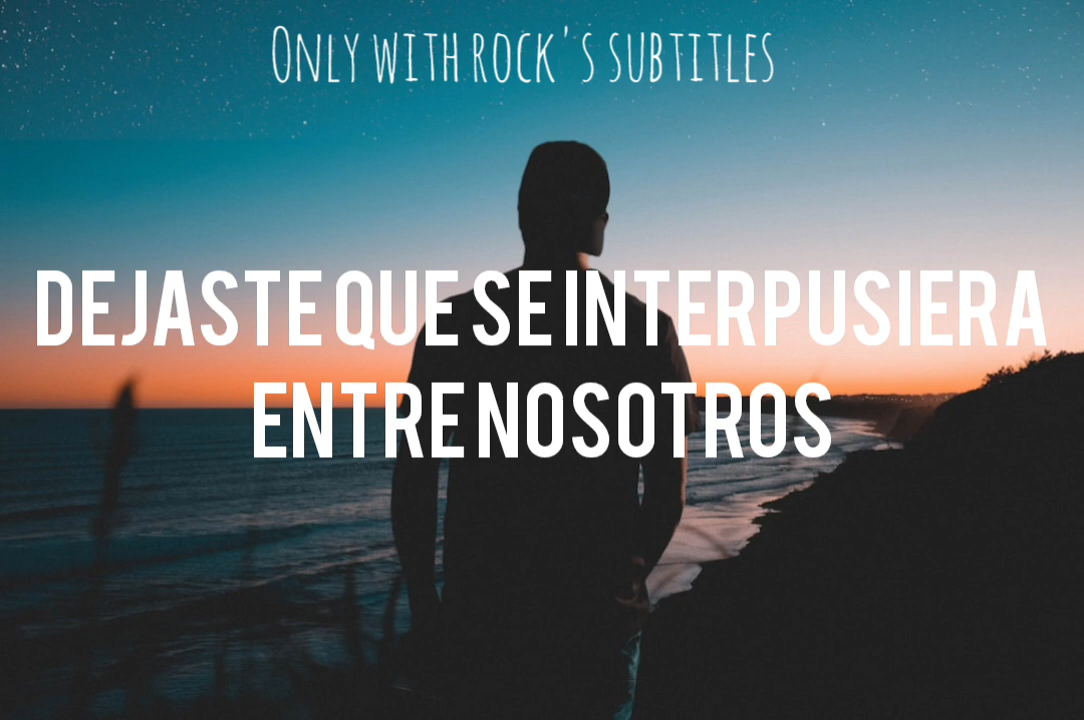 Only with rock's subtitles
DEJASTE QUE SE INTERPUSIERA
ENTRE NOSOTROS